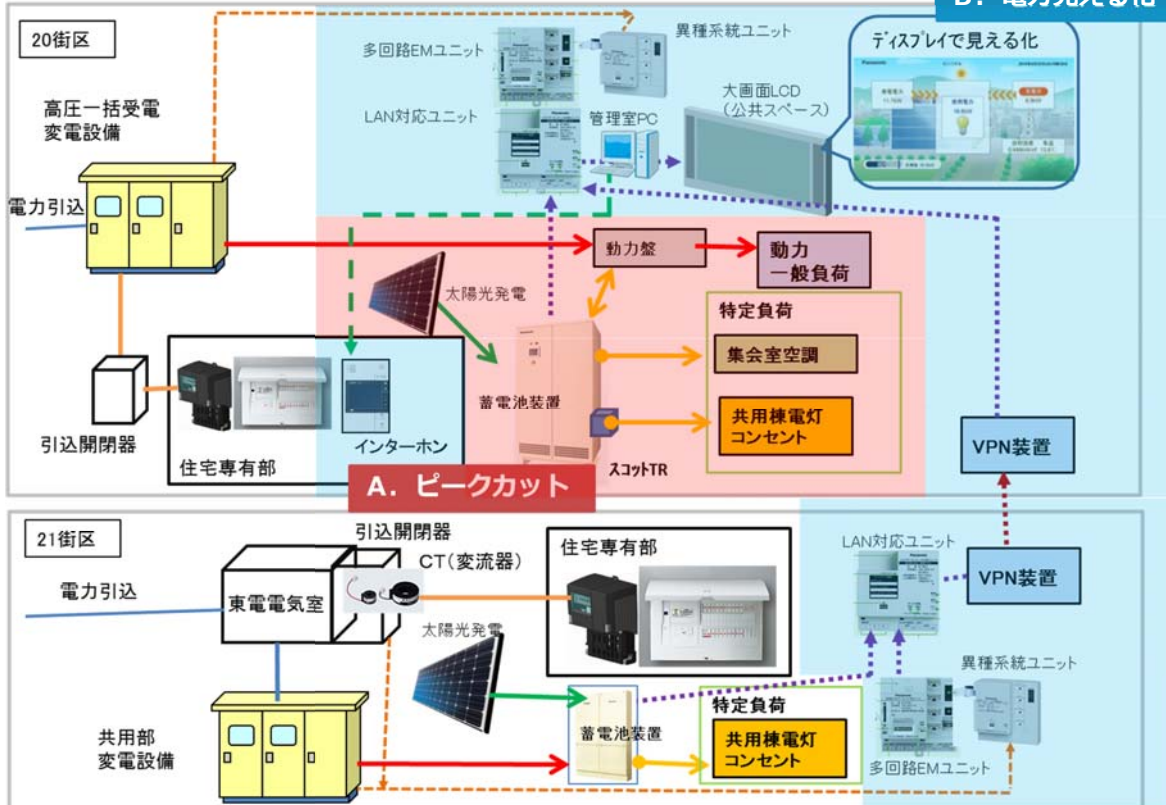 B. 電力見える化
20街区
多回路EMユニット
異種系統ユニット
ディスプレイで見える化
高圧一括受電
変電設備
LAN対応ユニット
管理室PC
大画面LCD
(公共スペース)
電力引込
動力盤
動力
一般負荷
太陽光発電
特定負荷
集会室空調
蓄電池装置
共用棟電灯
コンセント
引込開閉器
インターホン
住宅専有部
スコットTR
VPN装置
A. ピークカット
21街区
引込開閉器
CT(変流器)
住宅専有部
LAN対応ユニット
VPN装置
電力引込
東電電気室
太陽光発電
異種系統ユニット
特定負荷
共用部
変電設備
蓄電池装置
共用棟電灯
コンセント
多回路EMユニット
Panasonic